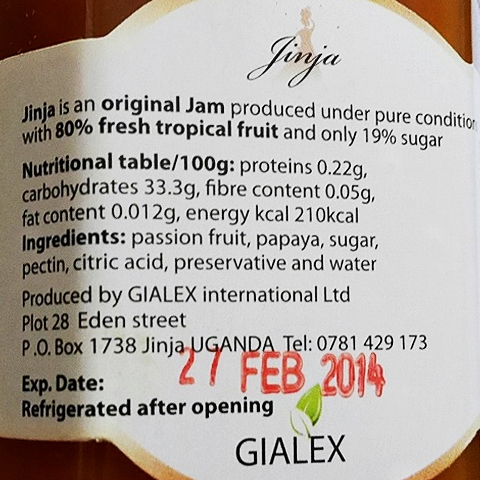 Jinja
Jinja is an original Jam produced under pure condition
with 80% fresh tropical fruit and only 19% sugar
Nutritional table/100g: proteins 0.22g,
carbohydrates 33.3g, fibre content 0.05g,
fat content 0.012g, energy kcal 210kcal
Ingredients: passion fruit, papaya, sugar,
pectin, citric acid, preservative and water
Produced by GIALEX international Ltd
Plot 28 Eden street
P.O. Box 1738 Jinja UGANDA Tel: 0781 429 173
27 FEB 2014
Exp. Date:
Refrigerated after opening
GIALEX